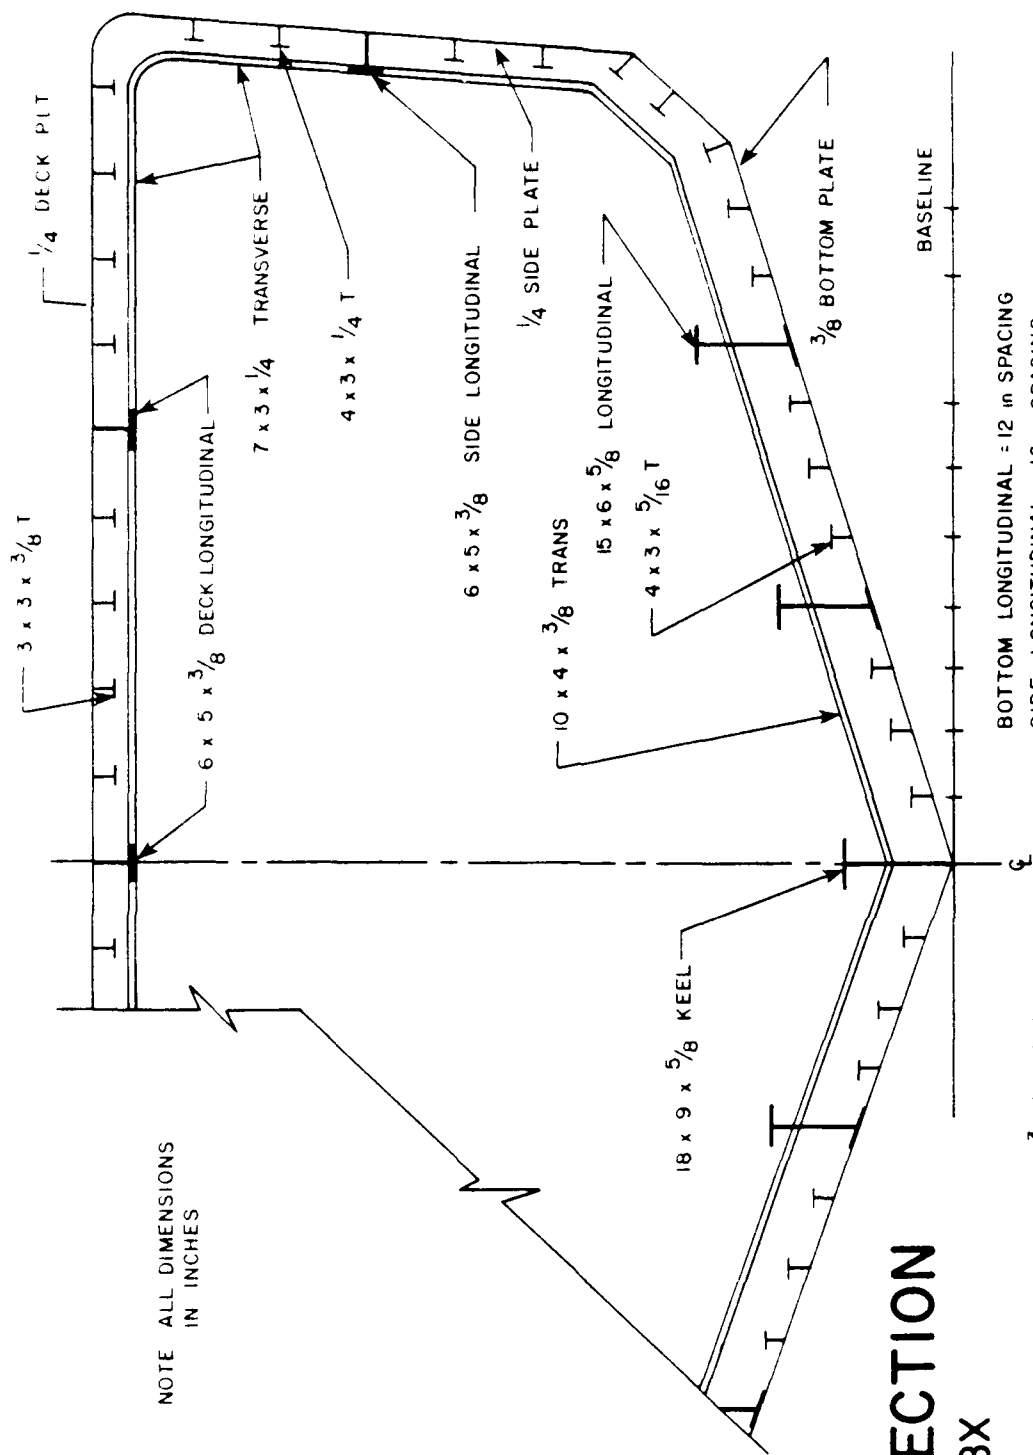 NOTE ALL DIMENSIONS
IN INCHES
3 x 3 x 3/8 T
1/4 DECK PLT
6 x 5 x 3/8 DECK LONGITUDINAL
7 x 3 x 1/4 TRANSVERSE
4 x 3 x 1/4 T
6 x 5 x 3/8 SIDE LONGITUDINAL
1/4 SIDE PLATE
10 x 4 x 3/8 TRANS
15 x 6 x 5/8 LONGITUDINAL
4 x 3 x 5/16 T
3/8 BOTTOM PLATE
18 x 9 x 5/8 KEEL
BASELINE
℄
BOTTOM LONGITUDINAL = 12 in SPACING
SIDE LONGITUDINAL
SPACING
ECTION